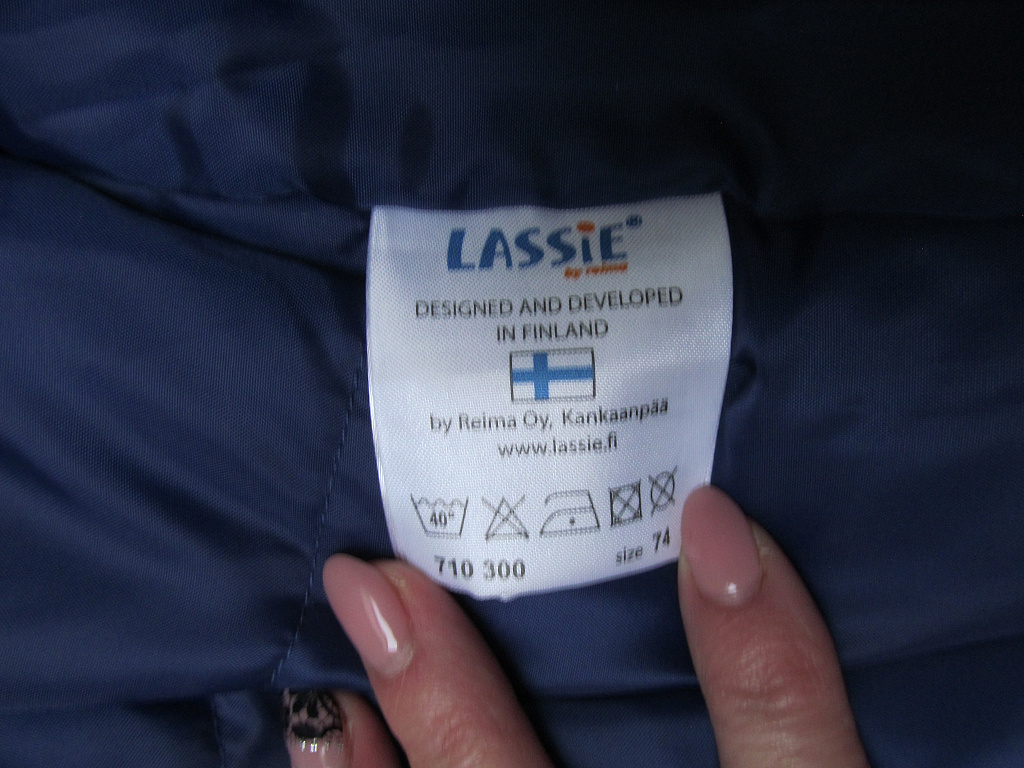 LASSiE®
by reima
DESIGNED AND DEVELOPED
IN FINLAND
by Reima Oy, Kankaanpää
www.lassie.fi
40°
710 300 size 74